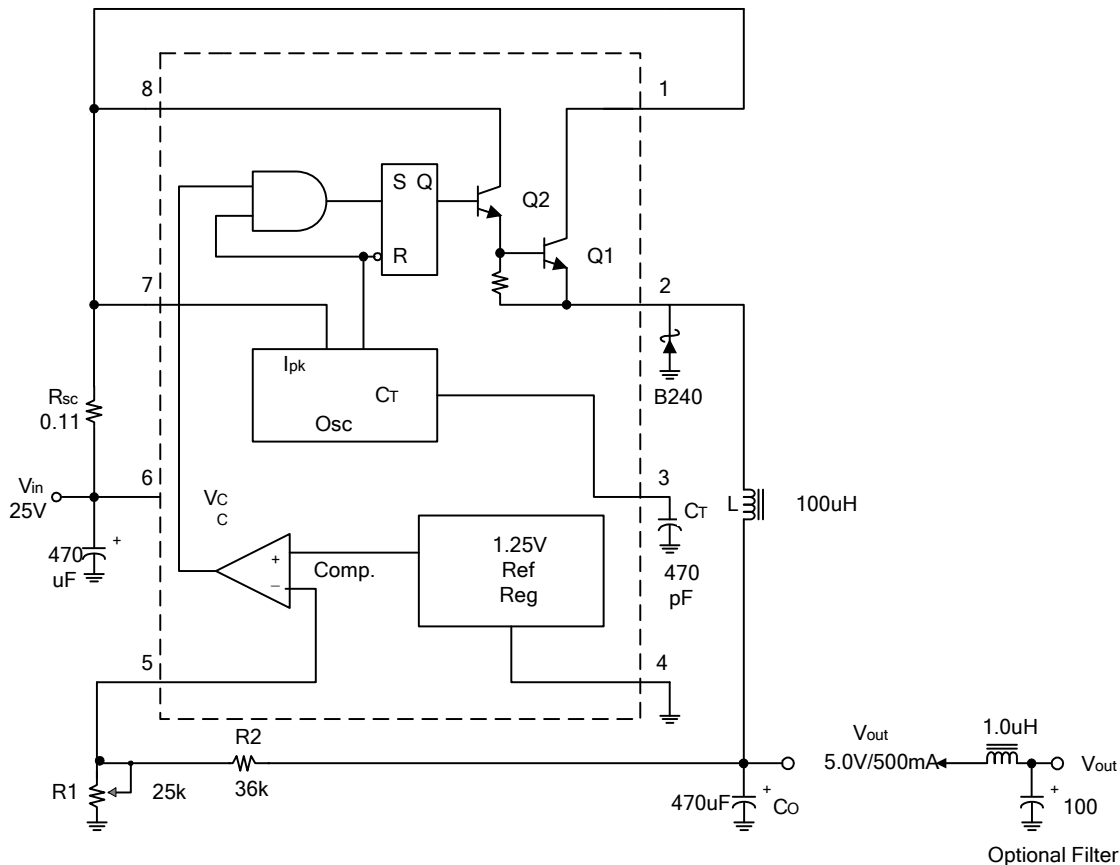 8
1
S Q
Q2
R
Q1
7
2
Ipk
CT
Osc
B240
Rsc
0.11
Vin
25V
6
VC
C
3
CT
L
100uH
470
uF
+
+
−
Comp.
1.25V
Ref
Reg
470
pF
5
4
R2
36k
R1
25k
470uF
+
CO
Vout
5.0V/500mA
1.0uH
Vout
+
100
Optional Filter